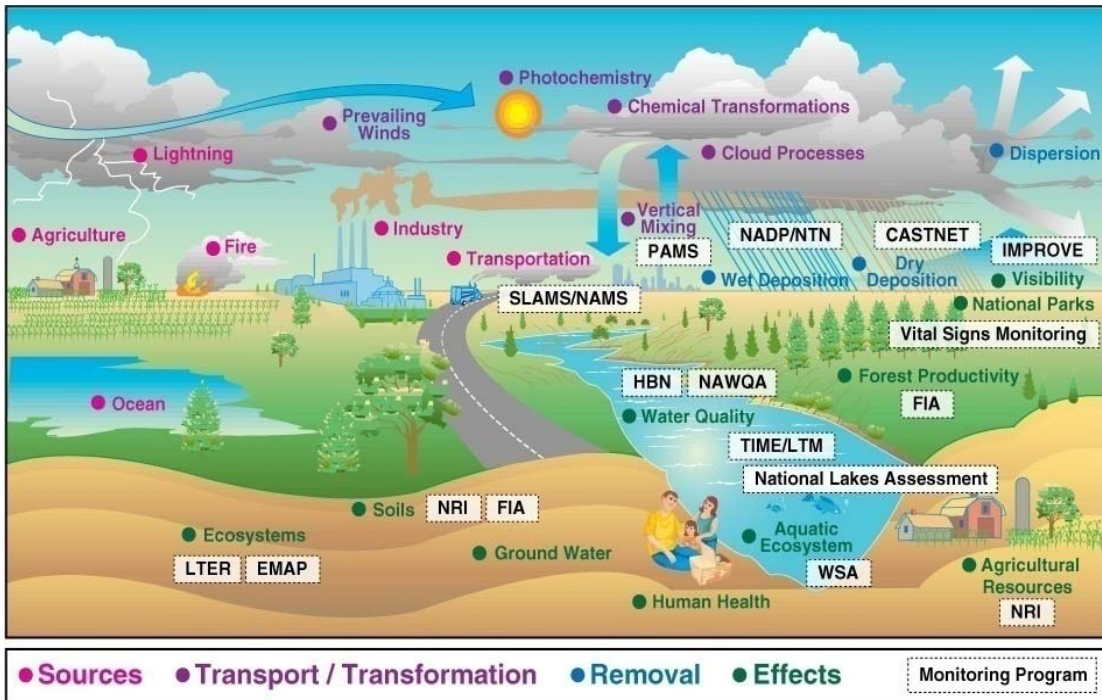 Photochemistry
Chemical Transformations
Prevailing
Winds
Lightning
Cloud Processes
Dispersion
Agriculture
Fire
Industry
Transportation
Vertical
Mixing
PAMS
NADP/NTN
CASTNET
IMPROVE
Wet Deposition
Dry
Deposition
Visibility
SLAMS/NAMS
National Parks
Vital Signs Monitoring
HBN
NAWQA
Forest Productivity
FIA
Ocean
Water Quality
TIME/LTM
National Lakes Assessment
Soils
NRI
FIA
Ecosystems
LTER
EMAP
Ground Water
Aquatic
Ecosystem
WSA
Human Health
Agricultural
Resources
NRI
Sources
Transport / Transformation
Removal
Effects
Monitoring Program